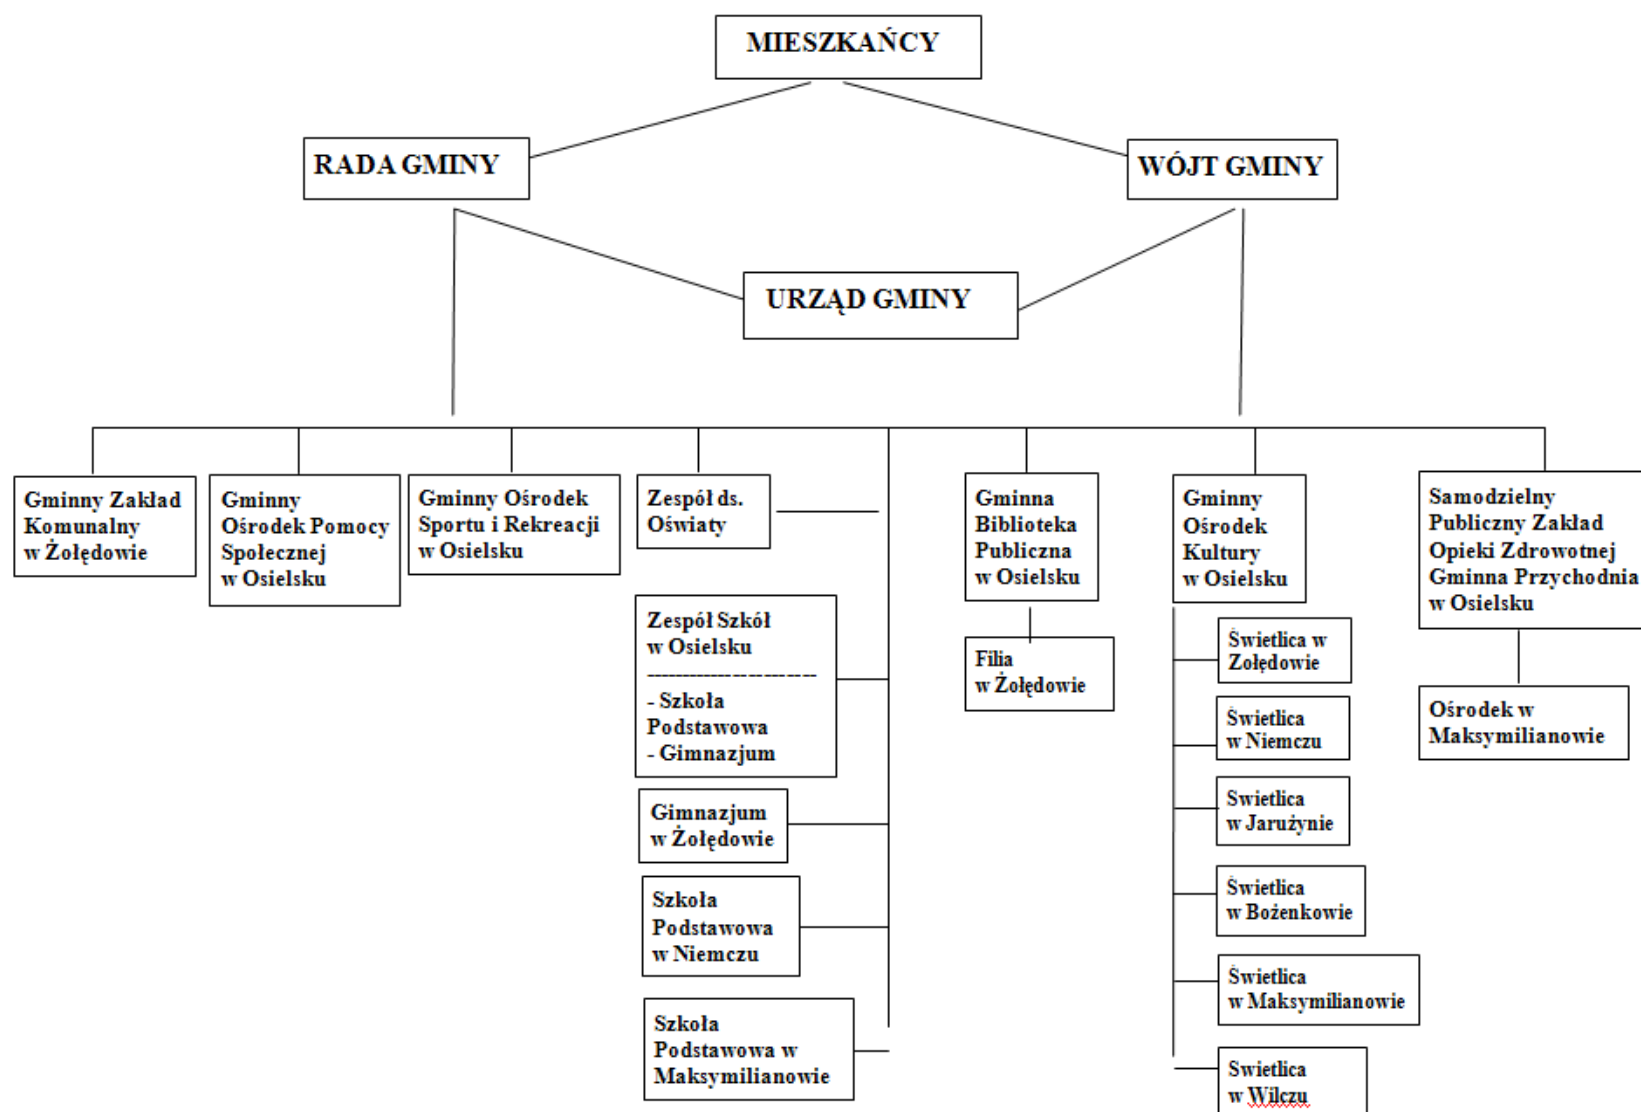 MIESZKAŃCY
RADA GMINY
WÓJT GMINY
URZĄD GMINY
Gminny Zakład
Komunalny
w Żołędowie
Gminny
Ośrodek Pomocy
Społecznej
w Osielsku
Gminny Ośrodek
Sportu i Rekreacji
w Osielsku
Zespół ds.
Oświaty
Zespół Szkół
w Osielsku
------------------------
- Szkoła
Podstawowa
- Gimnazjum
Gimnazjum
w Żołędowie
Szkoła
Podstawowa
w Niemczu
Szkoła
Podstawowa w
Maksymilianowie
Gminna
Biblioteka
Publiczna
w Osielsku
Filia
w Żołędowie
Gminny
Ośrodek
Kultury
w Osielsku
Świetlica w
Zołędowie
Świetlica
w Niemczu
Swietlica
w Jarużynie
Świetlica
w Bożenkowie
Świetlica
w Maksymilianowie
Swietlica
w Wilczu
Samodzielny
Publiczny Zakład
Opieki Zdrowotnej
Gminna Przychodnia
w Osielsku
Ośrodek w
Maksymilianowie